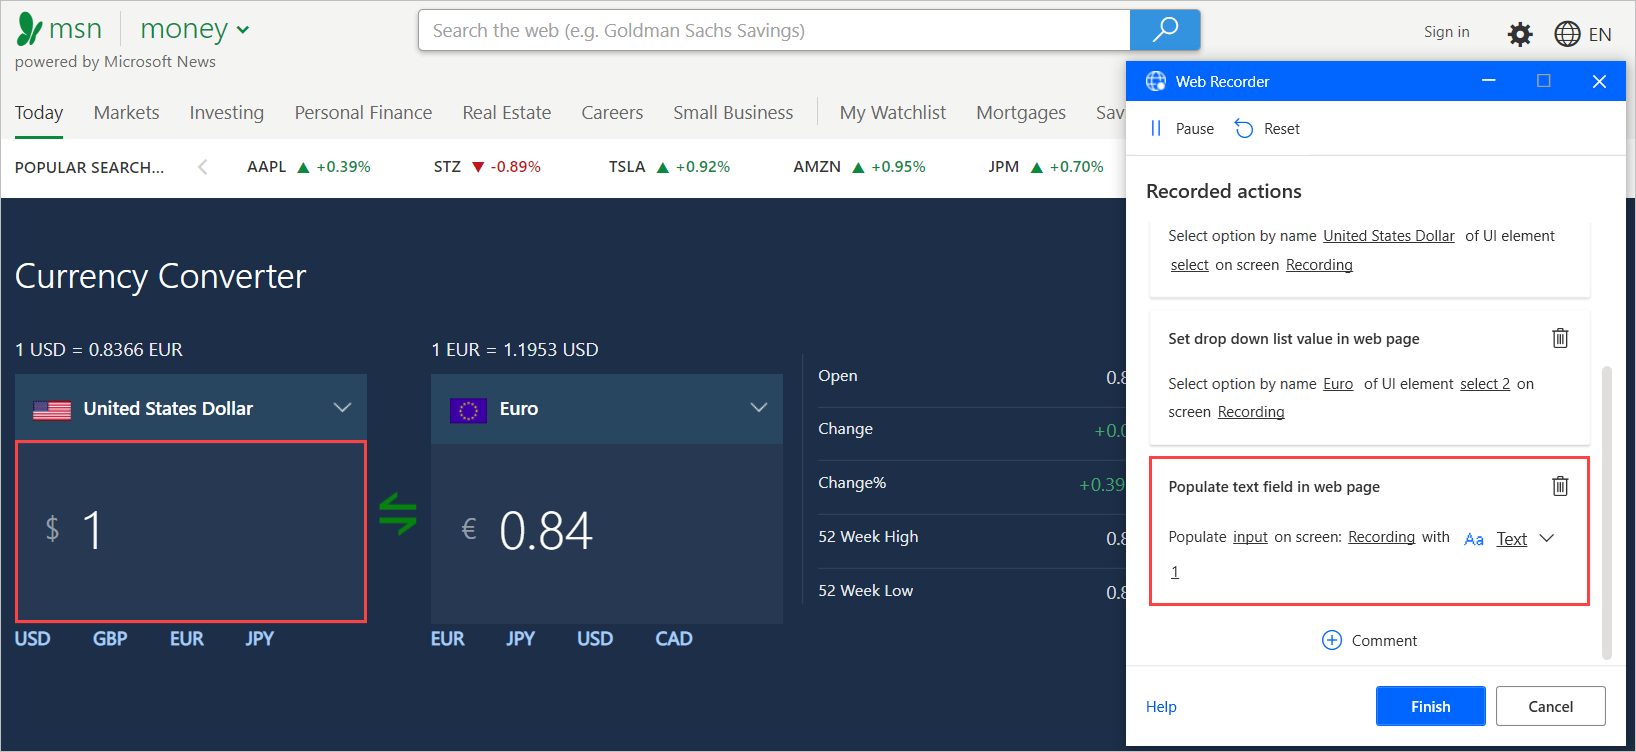 msn money
powered by Microsoft News
Search the web (e.g. Goldman Sachs Savings)
Sign in
EN
Today Markets Investing Personal Finance Real Estate Careers Small Business My Watchlist Mortgages Sav
POPULAR SEARCH... AAPL +0.39% STZ -0.89% TSLA +0.92% AMZN +0.95% JPM +0.70%
Currency Converter
1 USD = 0.8366 EUR
United States Dollar
$ 1
USD GBP EUR JPY
1 EUR = 1.1953 USD
Euro
€ 0.84
EUR JPY USD CAD
Open 0.8
Change +0.0
Change% +0.39
52 Week High 0.8
52 Week Low 0.8
Web Recorder
Pause Reset
Recorded actions
Select option by name United States Dollar of UI element
select on screen Recording
Set drop down list value in web page
Select option by name Euro of UI element select 2 on
screen Recording
Populate text field in web page
Populate input on screen: Recording with Aa Text
1
Comment
Help Finish Cancel